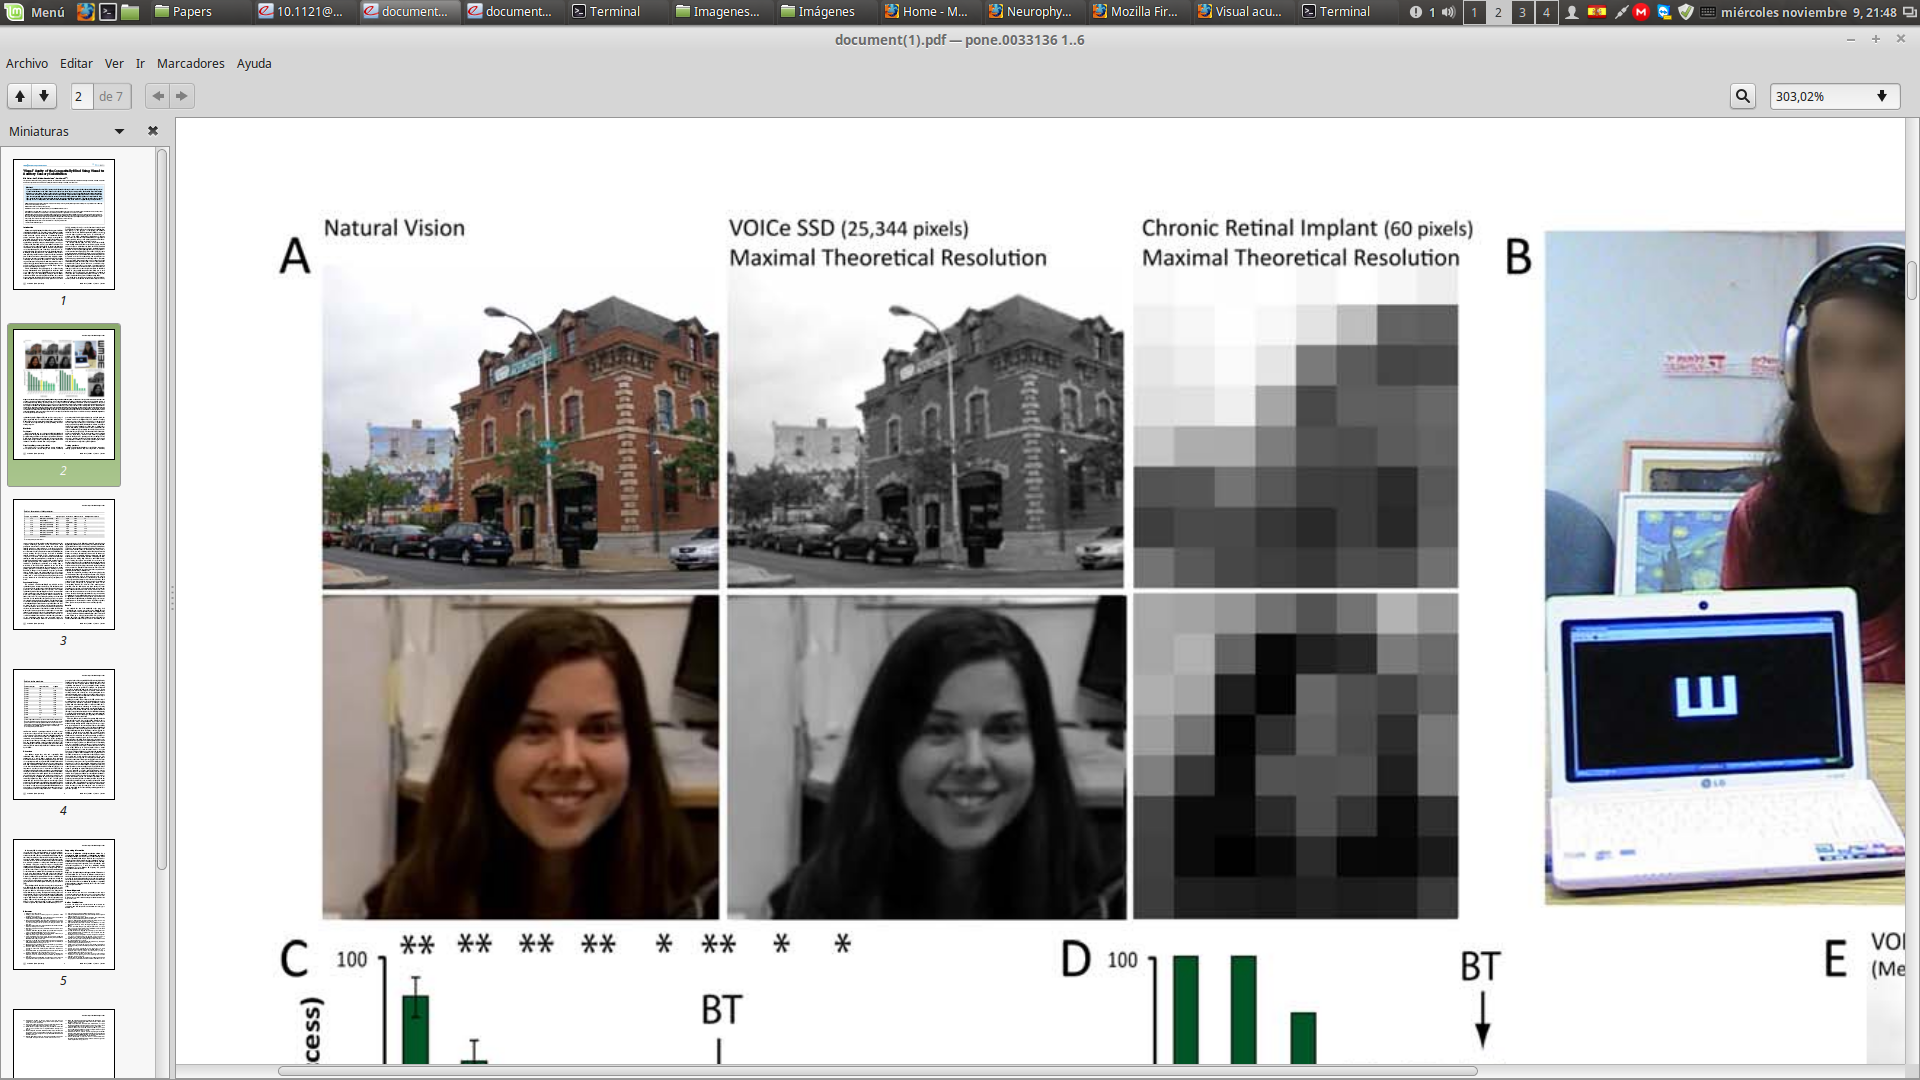 Menú
Papers
10.1121@...
document...
document...
Terminal
Imagenes...
Imágenes
Home - M...
Neurophy...
Mozilla Fir...
Visual acu...
Terminal
1
1 2 3 4
miércoles noviembre 9, 21:48
document(1).pdf — pone.0033136 1..6
Archivo Editar Ver Ir Marcadores Ayuda
2 de 7
303,02%
Miniaturas
1
2
3
4
5
A
Natural Vision
VOICe SSD (25,344 pixels)
Maximal Theoretical Resolution
Chronic Retinal Implant (60 pixels)
Maximal Theoretical Resolution
B
LG
C
** ** ** ** * ** * *
100
cess)
BT
D
100
BT
E
VOI
(Me